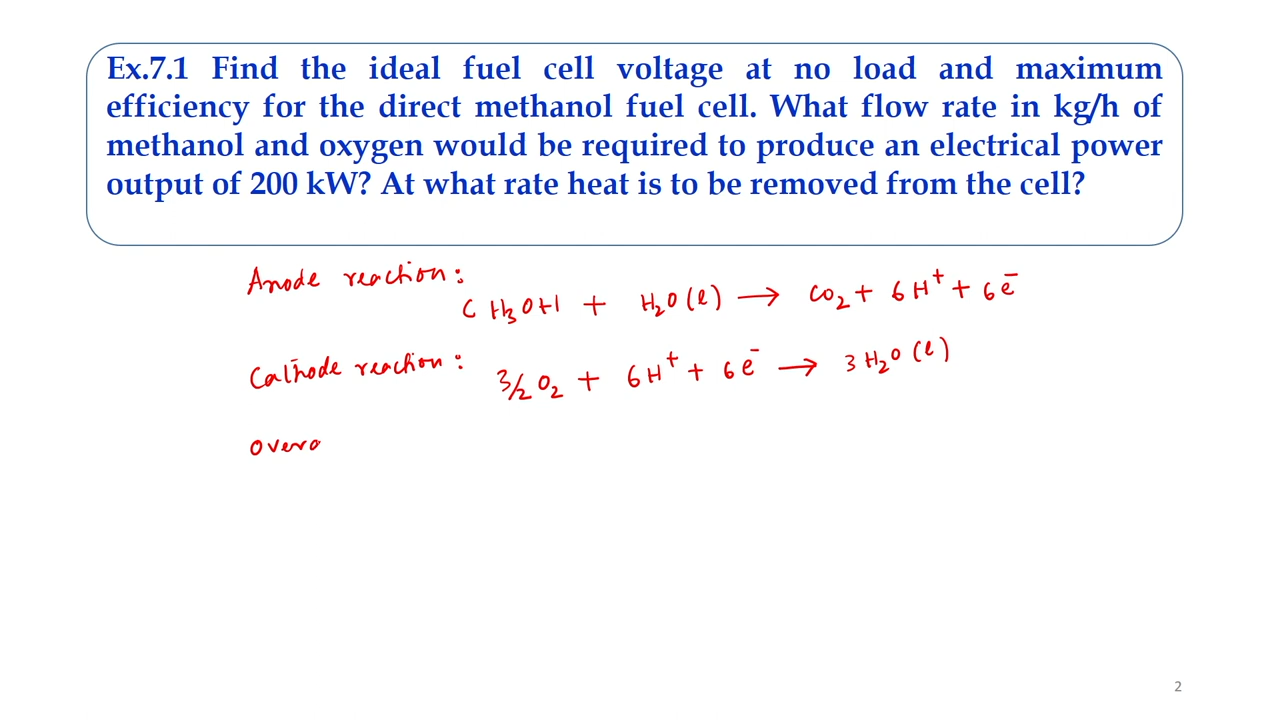 Ex.7.1 Find the ideal fuel cell voltage at no load and maximum
efficiency for the direct methanol fuel cell. What flow rate in kg/h of
methanol and oxygen would be required to produce an electrical power
output of 200 kW? At what rate heat is to be removed from the cell?
Anode reaction:
CH₃OH + H₂O(l) → CO₂ + 6H⁺ + 6e⁻
Cathode reaction:
3/2 O₂ + 6H⁺ + 6e⁻ → 3H₂O(l)
overa
2